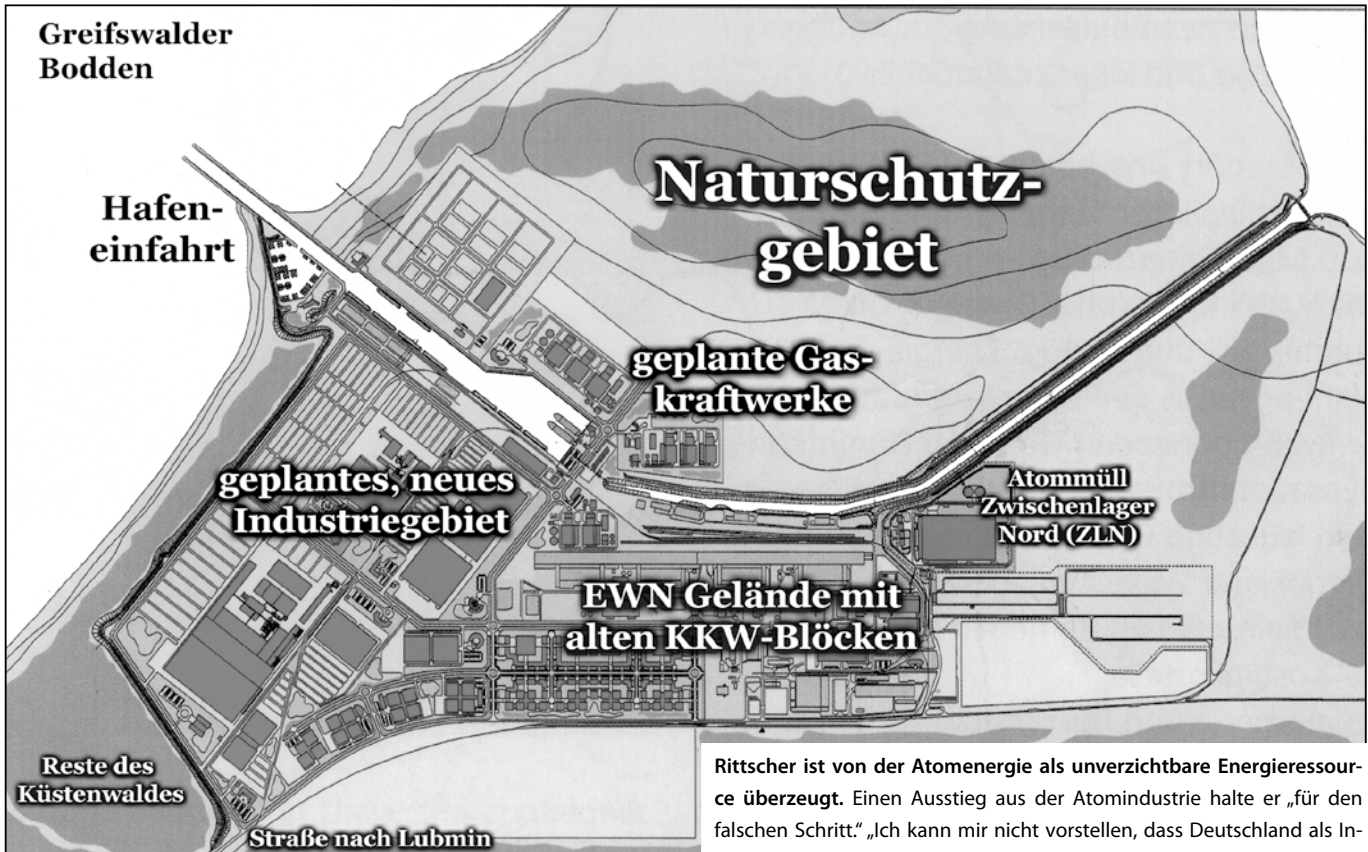 Greifswalder
Bodden
Hafen-
einfahrt
Naturschutz-
gebiet
geplante Gas-
kraftwerke
geplantes, neues
Industriegebiet
Atommüll
Zwischenlager
Nord (ZLN)
EWN Gelände mit
alten KKW-Blöcken
Reste des
Küstenwaldes
Straße nach Lubmin
Rittscher ist von der Atomenergie als unverzichtbare Energieressour-
ce überzeugt. Einen Ausstieg aus der Atomindustrie halte er „für den
falschen Schritt.“ „Ich kann mir nicht vorstellen, dass Deutschland als In-